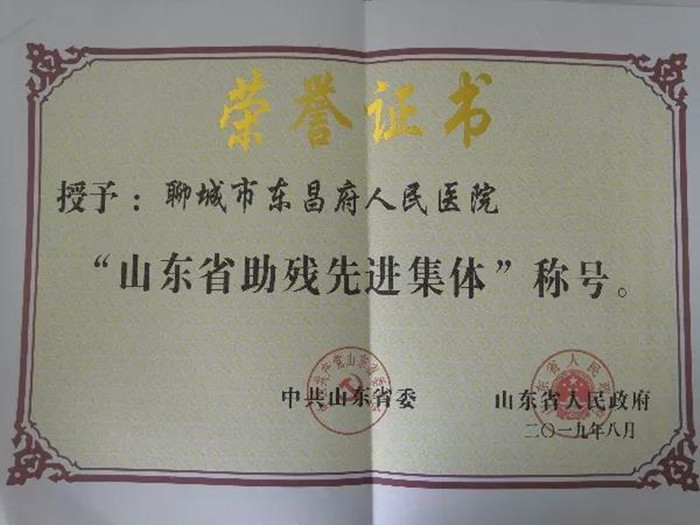 荣誉证书
授予：聊城市东昌府人民医院
“山东省助残先进集体”称号。
中共山东省委
山东省人民政府
二〇一九年八月